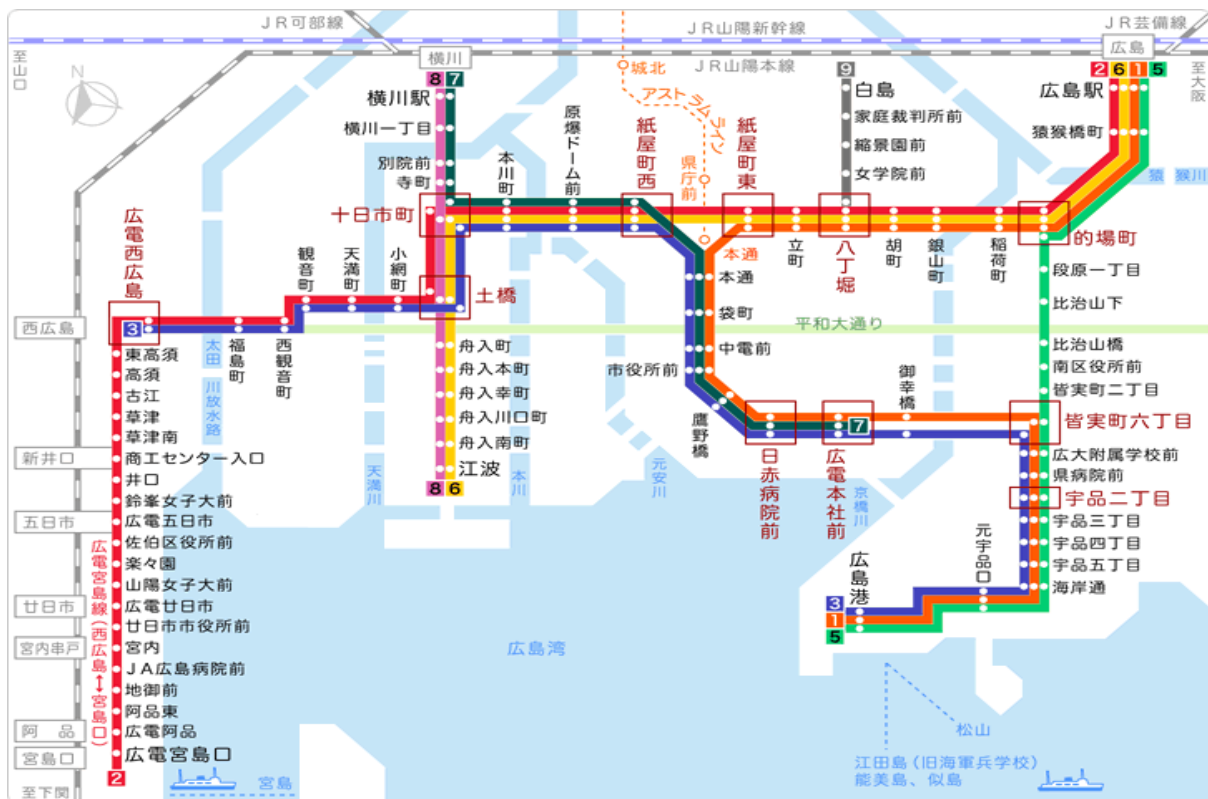 JR可部線
JR山陽新幹線
JR芸備線
至山口
横川
JR山陽本線
広島
至大阪
N
8 7
城北
9
2 6 1 5
横川駅
アストラムライン
白島
広島駅
横川一丁目
原爆ドーム前
紙屋町西
紙屋町東
家庭裁判所前
猿猴橋町
別院前
本川町
県庁前
縮景園前
寺町
女学院前
猿猴川
広電西広島
十日市町
的場町
本通
立町
八丁堀
胡町
銀山町
稲荷町
観音町
天満町
小網町
土橋
本通
段原一丁目
袋町
比治山下
西広島
3
平和大通り
太田川放水路
福島町
西観音町
東高須
舟入町
中電前
比治山橋
高須
舟入本町
市役所前
御幸橋
南区役所前
古江
舟入幸町
皆実町二丁目
草津
舟入川口町
鷹野橋
7
皆実町六丁目
草津南
舟入南町
日赤病院前
広電本社前
広大附属学校前
新井口
商工センター入口
江波
天満川
本川
元安川
京橋川
県病院前
井口
8 6
宇品二丁目
鈴峯女子大前
五日市
広電五日市
宇品三丁目
佐伯区役所前
元宇品口
宇品四丁目
楽々園
広島港
宇品五丁目
山陽女子大前
海岸通
広電宮島線(西広島↔宮島口)
廿日市
広電廿日市
3
1
5
廿日市市役所前
宮内串戸
宮内
広島湾
JA広島病院前
地御前
阿品東
阿品
広電阿品
松山
宮島口
広電宮島口
江田島(旧海軍兵学校)
能美島、似島
2
宮島
至下関